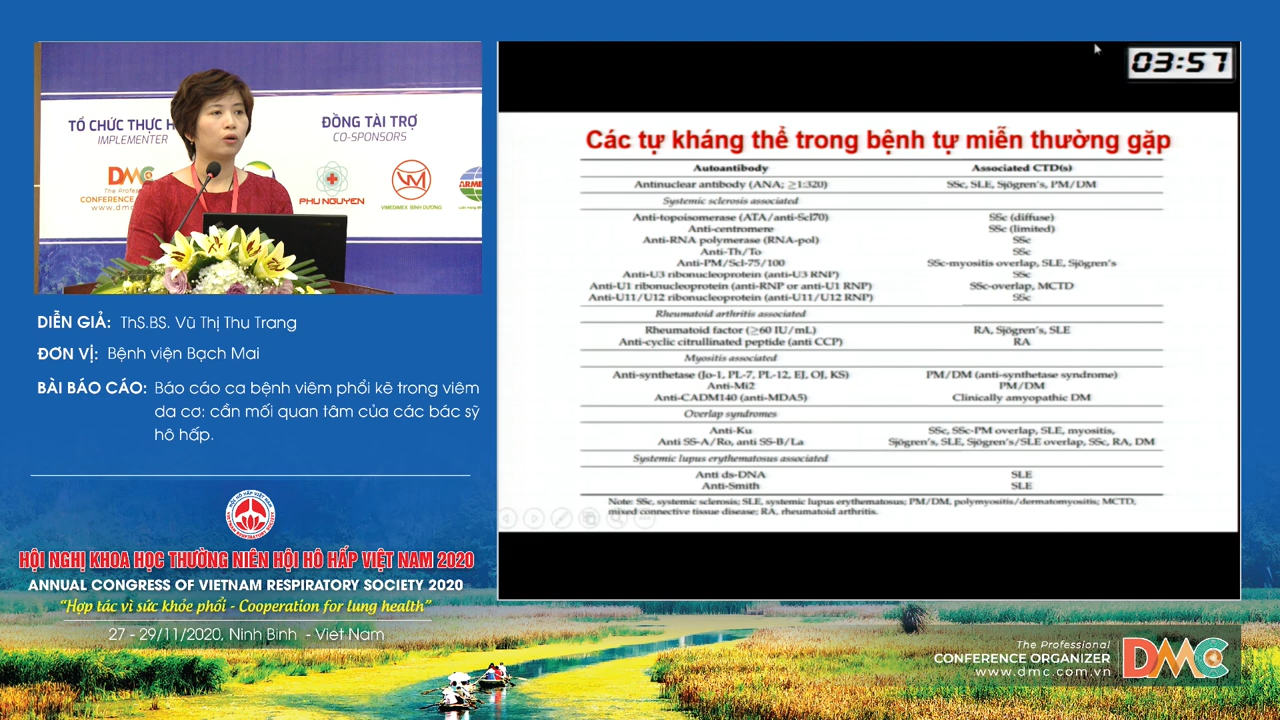 TỔ CHỨC THỰC H
IMPLEMENTER
ĐỒNG TÀI TRỢ
CO-SPONSORS
DMC
The Professional
CONFERENCE
www.dmc
PHU NGUYEN
VM
VIMEDIMEX BÌNH DƯƠNG
ARME
DIỄN GIẢ: ThS.BS. Vũ Thị Thu Trang
ĐƠN VỊ: Bệnh viện Bạch Mai
BÀI BÁO CÁO: Báo cáo ca bệnh viêm phổi kẽ trong viêm
da cơ: cần mối quan tâm của các bác sỹ
hô hấp.
HỘI NGHỊ KHOA HỌC THƯỜNG NIÊN HỘI HÔ HẤP VIỆT NAM 2020
ANNUAL CONGRESS OF VIETNAM RESPIRATORY SOCIETY 2020
“Hợp tác vì sức khỏe phổi - Cooperation for lung health”
27 - 29/11/2020, Ninh Bình - Việt Nam
03:57
Các tự kháng thể trong bệnh tự miễn thường gặp
Autoantibody Associated CTD(s)
Antinuclear antibody (ANA; ≥1:320) SSc, SLE, Sjögren's, PM/DM
Systemic sclerosis associated
Anti-topoisomerase (ATA/anti-Scl70) SSc (diffuse)
Anti-centromere SSc (limited)
Anti-RNA polymerase (RNA-pol) SSc
Anti-Th/To SSc
Anti-PM/Scl-75/100 SSc-myositis overlap, SLE, Sjögren's
Anti-U3 ribonucleoprotein (anti-U3 RNP) SSc
Anti-U1 ribonucleoprotein (anti-RNP or anti-U1 RNP) SSc-overlap, MCTD
Anti-U11/U12 ribonucleoprotein (anti-U11/U12 RNP) SSc
Rheumatoid arthritis associated
Rheumatoid factor (≥60 IU/mL) RA, Sjögren's, SLE
Anti-cyclic citrullinated peptide (anti CCP) RA
Myositis associated
Anti-synthetase (Jo-1, PL-7, PL-12, EJ, OJ, KS) PM/DM (anti-synthetase syndrome)
Anti-Mi2 PM/DM
Anti-CADM140 (anti-MDA5) Clinically amyopathic DM
Overlap syndromes
Anti-Ku SSc, SSc-PM overlap, SLE, myositis,
Anti SS-A/Ro, anti SS-B/La Sjögren's, SLE, Sjögren's/SLE overlap, SSc, RA, DM
Systemic lupus erythematosus associated
Anti ds-DNA SLE
Anti-Smith SLE
Note: SSc, systemic sclerosis; SLE, systemic lupus erythematosus; PM/DM, polymyositis/dermatomyositis; MCTD,
mixed connective tissue disease; RA, rheumatoid arthritis.
The Professional
CONFERENCE ORGANIZER
www.dmc.com.vn
DMC